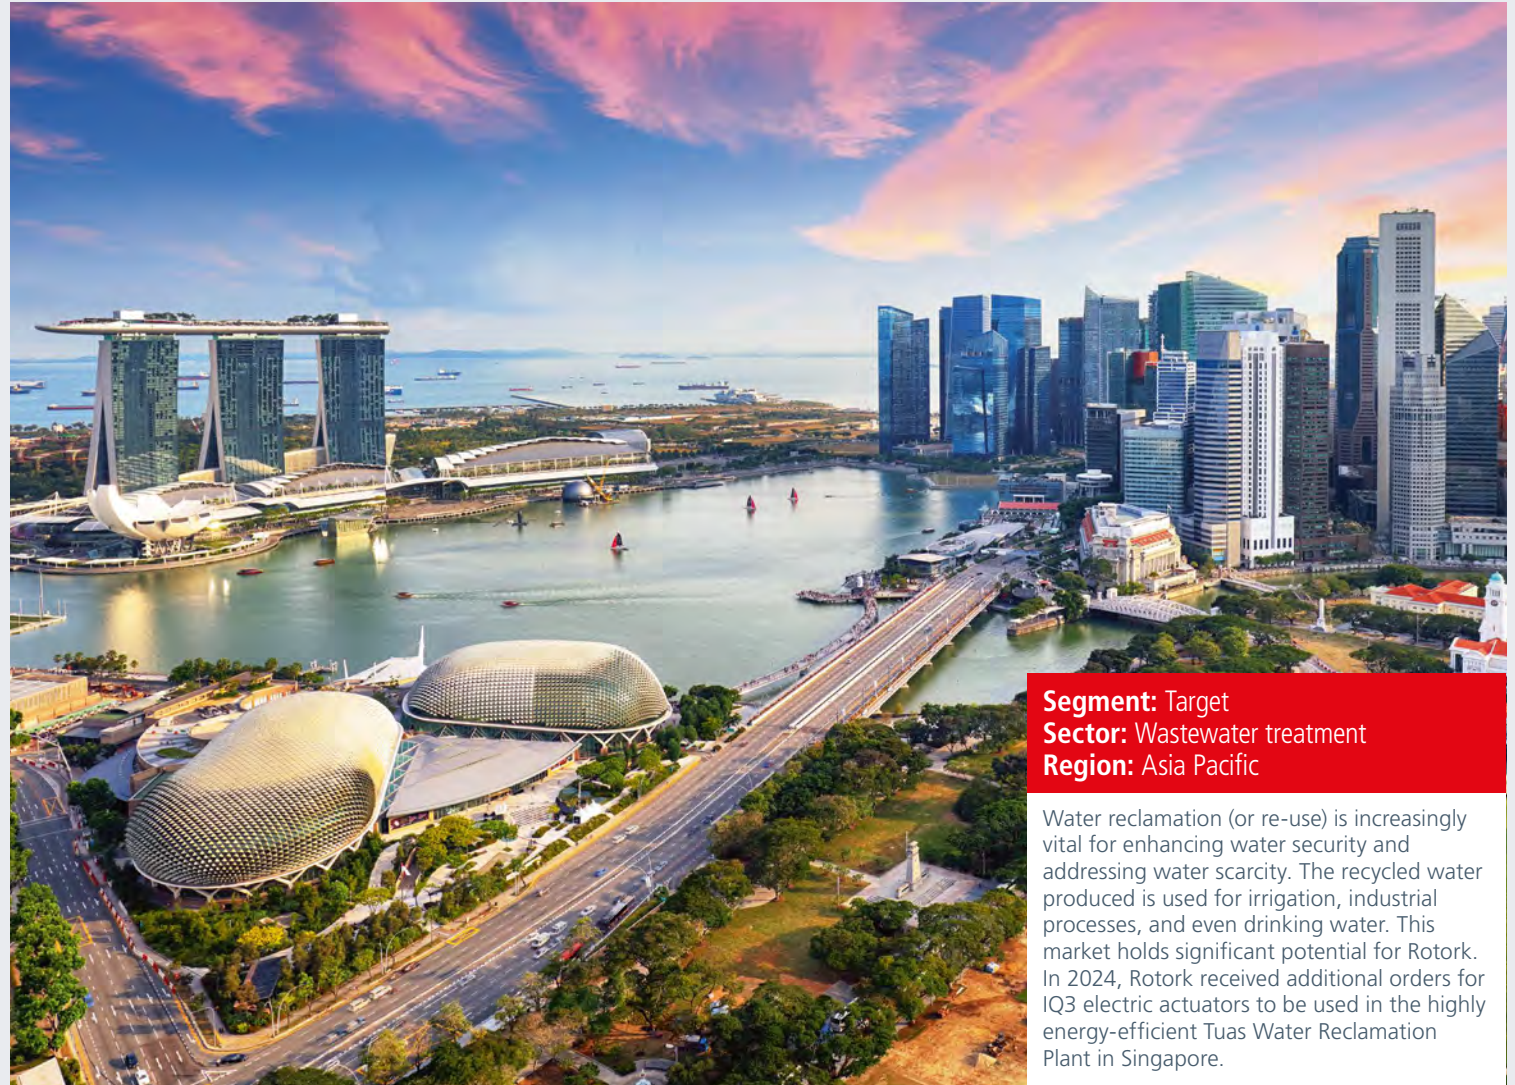 Segment: Target
Sector: Wastewater treatment
Region: Asia Pacific
Water reclamation (or re-use) is increasingly
vital for enhancing water security and
addressing water scarcity. The recycled water
produced is used for irrigation, industrial
processes, and even drinking water. This
market holds significant potential for Rotork.
In 2024, Rotork received additional orders for
IQ3 electric actuators to be used in the highly
energy-efficient Tuas Water Reclamation
Plant in Singapore.